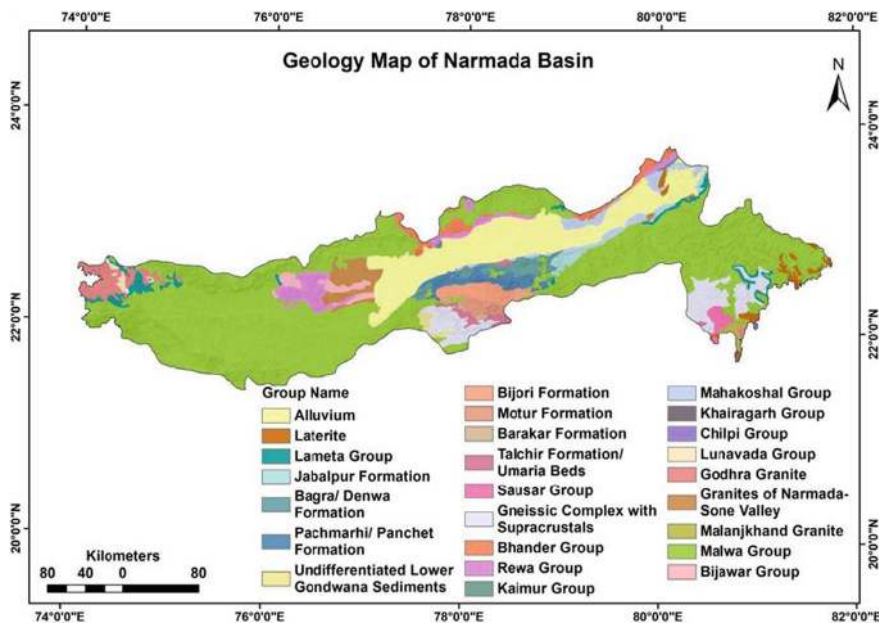 74°0'0"E 76°0'0"E 78°0'0"E 80°0'0"E 82°0'0"E
Geology Map of Narmada Basin
N
24°0'0"N
24°0'0"N
22°0'0"N
22°0'0"N
20°0'0"N
20°0'0"N
Group Name
Alluvium
Laterite
Lameta Group
Jabalpur Formation
Bagra/ Denwa
Formation
Pachmarhi/ Panchet
Formation
Undifferentiated Lower
Gondwana Sediments
Bijori Formation
Motur Formation
Barakar Formation
Talchir Formation/
Umaria Beds
Sausar Group
Gneissic Complex with
Supracrustals
Bhander Group
Rewa Group
Kaimur Group
Mahakoshal Group
Khairagarh Group
Chilpi Group
Lunavada Group
Godhra Granite
Granites of Narmada-
Sone Valley
Malanjkhand Granite
Malwa Group
Bijawar Group
Kilometers
80 40 0 80
74°0'0"E 76°0'0"E 78°0'0"E 80°0'0"E 82°0'0"E